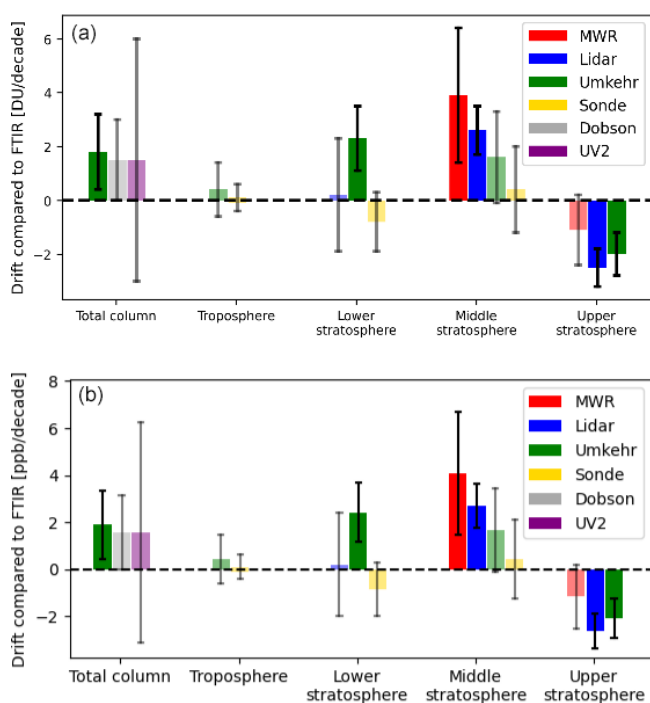 (a)
Drift compared to FTIR [DU/decade]
6
4
2
0
−2
MWR
Lidar
Umkehr
Sonde
Dobson
UV2
Total column
Troposphere
Lower
stratosphere
Middle
stratosphere
Upper
stratosphere
(b)
Drift compared to FTIR [ppb/decade]
8
6
4
2
0
−2
MWR
Lidar
Umkehr
Sonde
Dobson
UV2
Total column
Troposphere
Lower
stratosphere
Middle
stratosphere
Upper
stratosphere